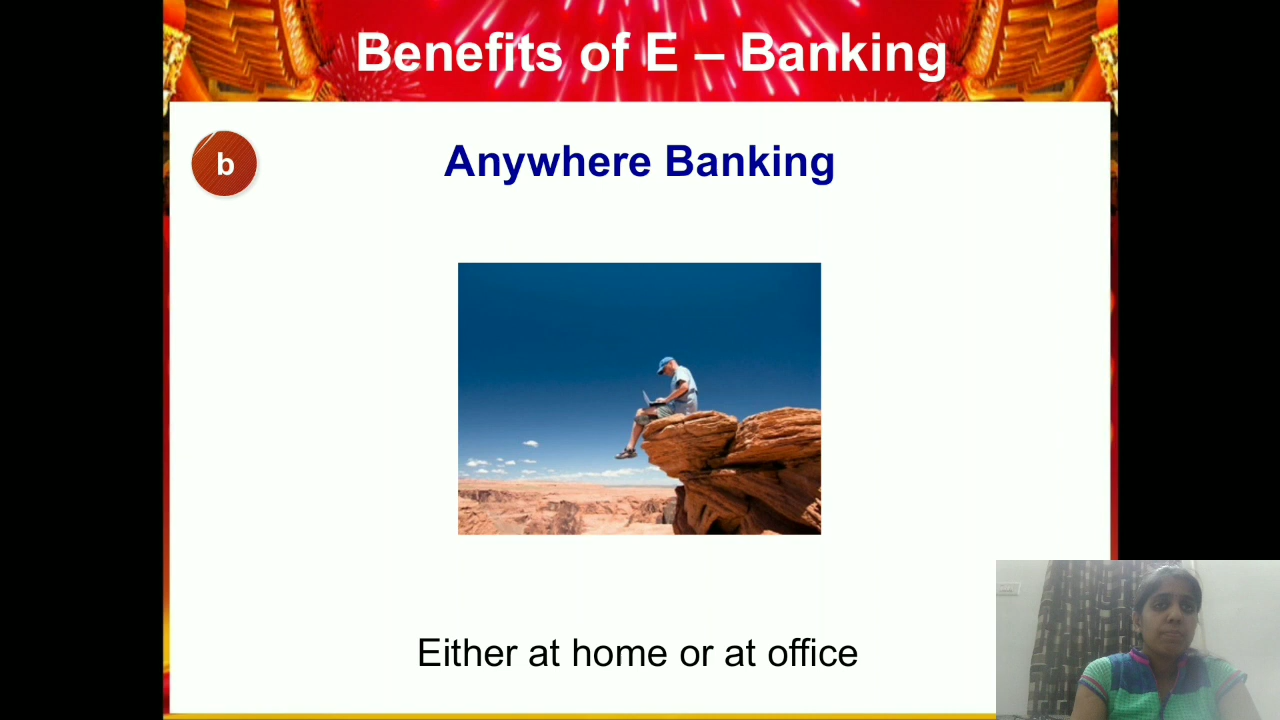 Benefits of E – Banking
b
Anywhere Banking
Either at home or at office